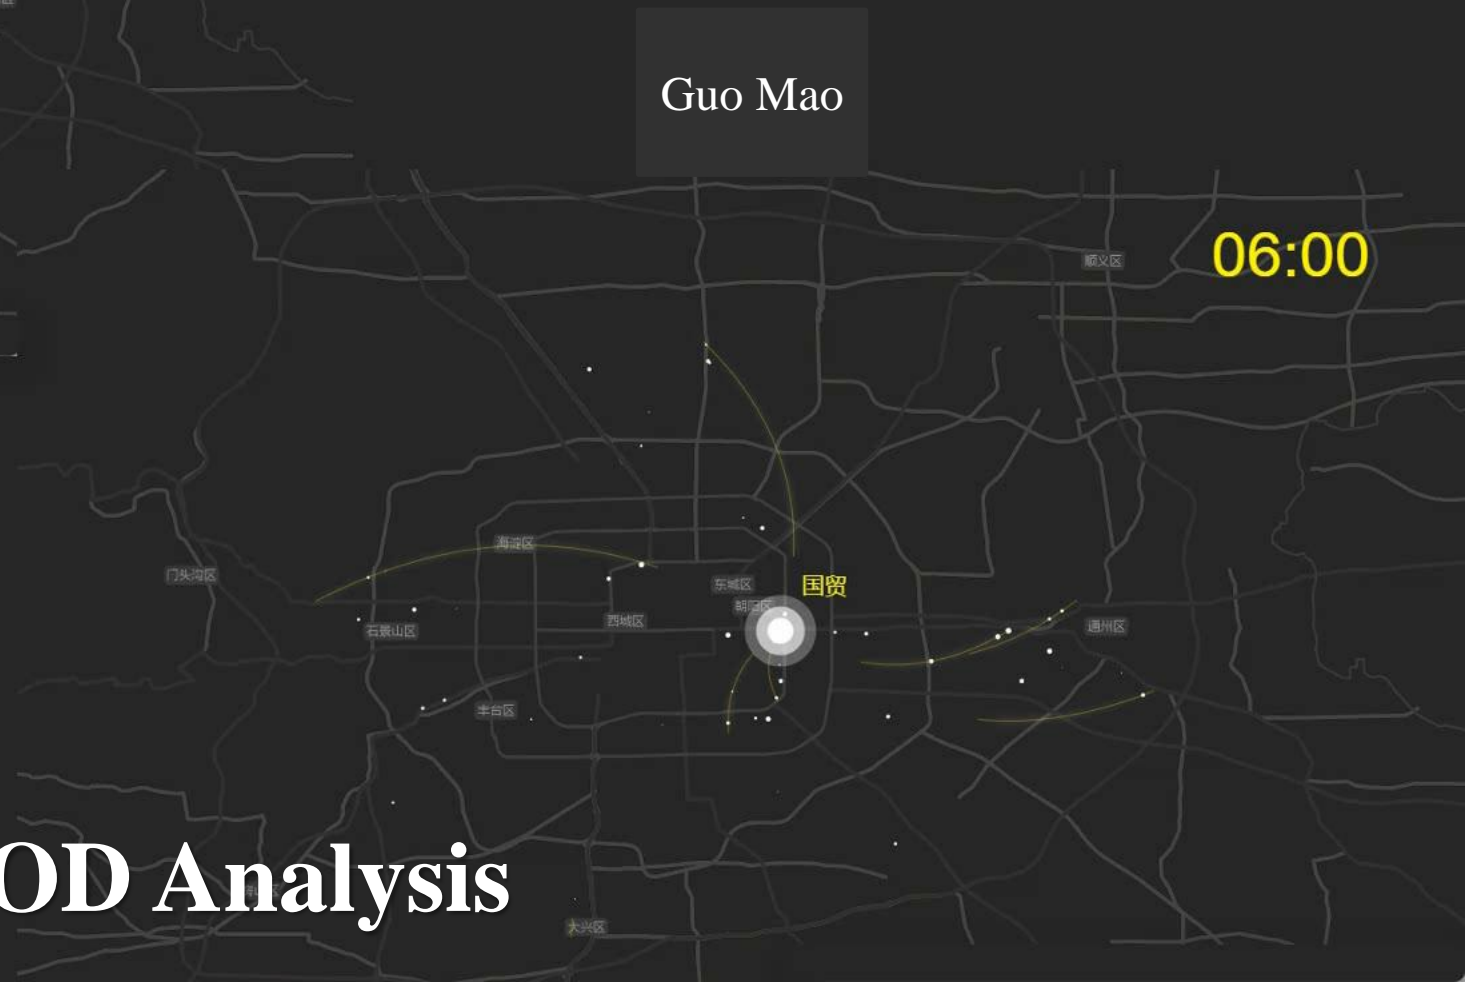 Guo Mao
06:00
顺义区
海淀区
门头沟区
东城区
国贸
朝阳区
西城区
石景山区
通州区
丰台区
OD Analysis
大兴区